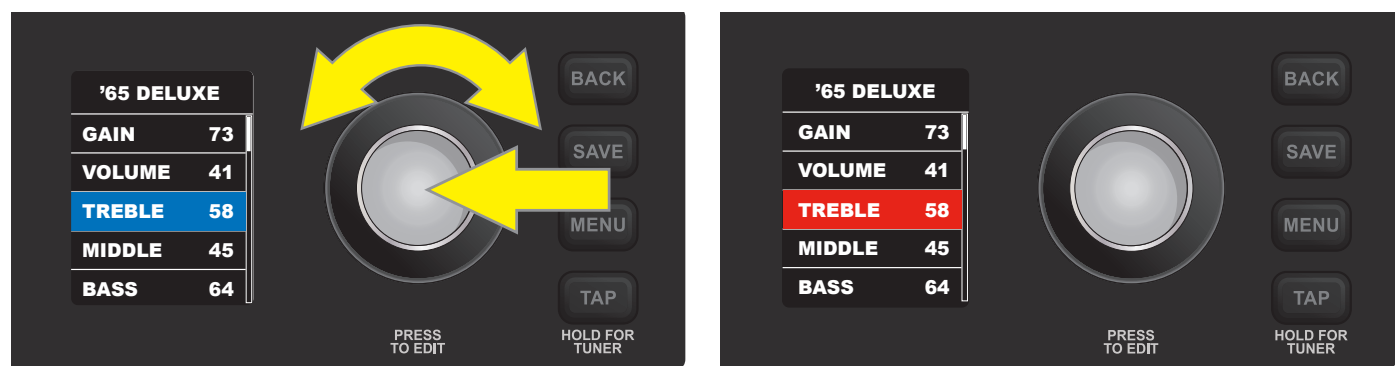 ’65 DELUXE
GAIN 73
VOLUME 41
TREBLE 58
MIDDLE 45
BASS 64
BACK
SAVE
MENU
TAP
PRESS
TO EDIT
HOLD FOR
TUNER
’65 DELUXE
GAIN 73
VOLUME 41
TREBLE 58
MIDDLE 45
BASS 64
BACK
SAVE
MENU
TAP
PRESS
TO EDIT
HOLD FOR
TUNER